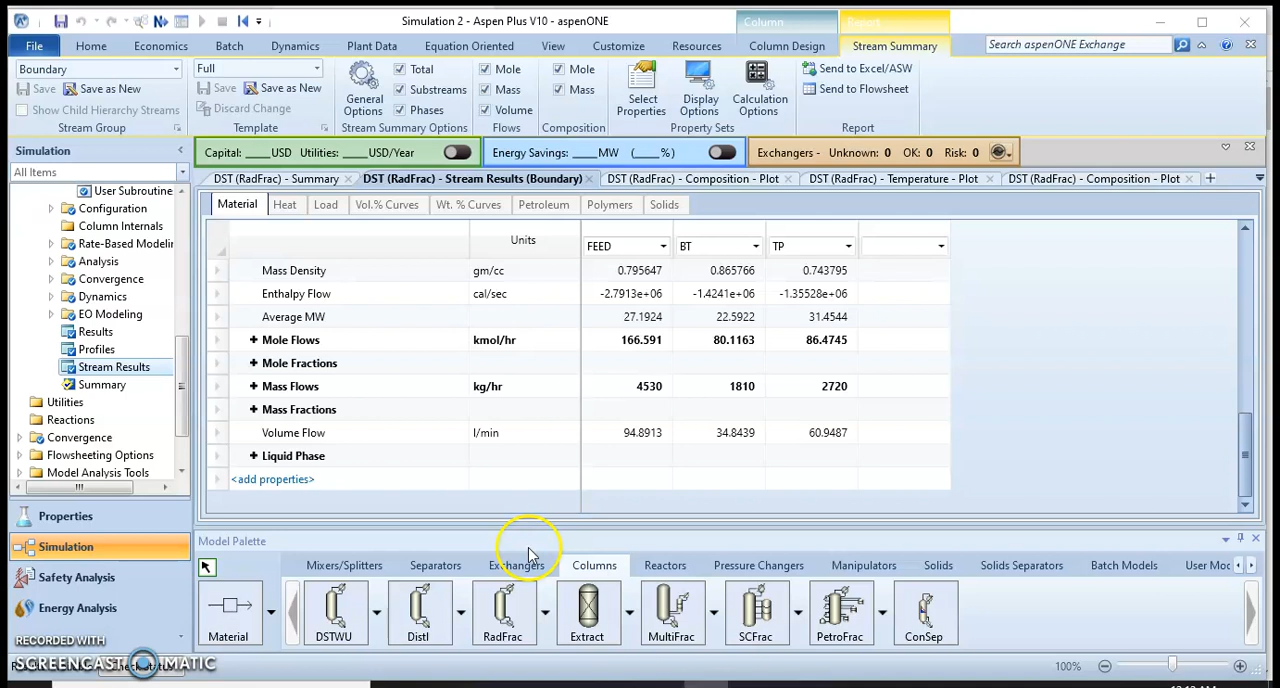 Simulation 2 - Aspen Plus V10 - aspenONE
Column
Report
File Home Economics Batch Dynamics Plant Data Equation Oriented View Customize Resources Column Design Stream Summary Search aspenONE Exchange
Boundary
Save Save as New
Show Child Hierarchy Streams
Stream Group
Full
Save Save as New
Discard Change
Template
General Options
Total
Substreams
Phases
Stream Summary Options
Mole
Mass
Volume
Flows
Mole
Mass
Composition
Select Properties
Display Options
Calculation Options
Property Sets
Send to Excel/ASW
Send to Flowsheet
Report
Simulation
All Items
Capital: ____USD Utilities: ____USD/Year
Energy Savings: ____MW (____%)
Exchangers - Unknown: 0 OK: 0 Risk: 0
DST (RadFrac) - Summary DST (RadFrac) - Stream Results (Boundary) DST (RadFrac) - Composition - Plot DST (RadFrac) - Temperature - Plot DST (RadFrac) - Composition - Plot
User Subroutine
Configuration
Column Internals
Rate-Based Modelin
Analysis
Convergence
Dynamics
EO Modeling
Results
Profiles
Stream Results
Summary
Utilities
Reactions
Convergence
Flowsheeting Options
Model Analysis Tools
Properties
Simulation
Safety Analysis
Energy Analysis
Material Heat Load Vol.% Curves Wt. % Curves Petroleum Polymers Solids
Units FEED BT TP
Mass Density gm/cc 0.795647 0.865766 0.743795
Enthalpy Flow cal/sec -2.7913e+06 -1.4241e+06 -1.35528e+06
Average MW 27.1924 22.5922 31.4544
+ Mole Flows kmol/hr 166.591 80.1163 86.4745
+ Mole Fractions
+ Mass Flows kg/hr 4530 1810 2720
+ Mass Fractions
Volume Flow l/min 94.8913 34.8439 60.9487
+ Liquid Phase
<add properties>
Model Palette
Mixers/Splitters Separators Exchangers Columns Reactors Pressure Changers Manipulators Solids Solids Separators Batch Models User Moc
Material DSTWU Distl RadFrac Extract MultiFrac SCFrac PetroFrac ConSep
RECORDED WITH
SCREENCAST MATIC
100%